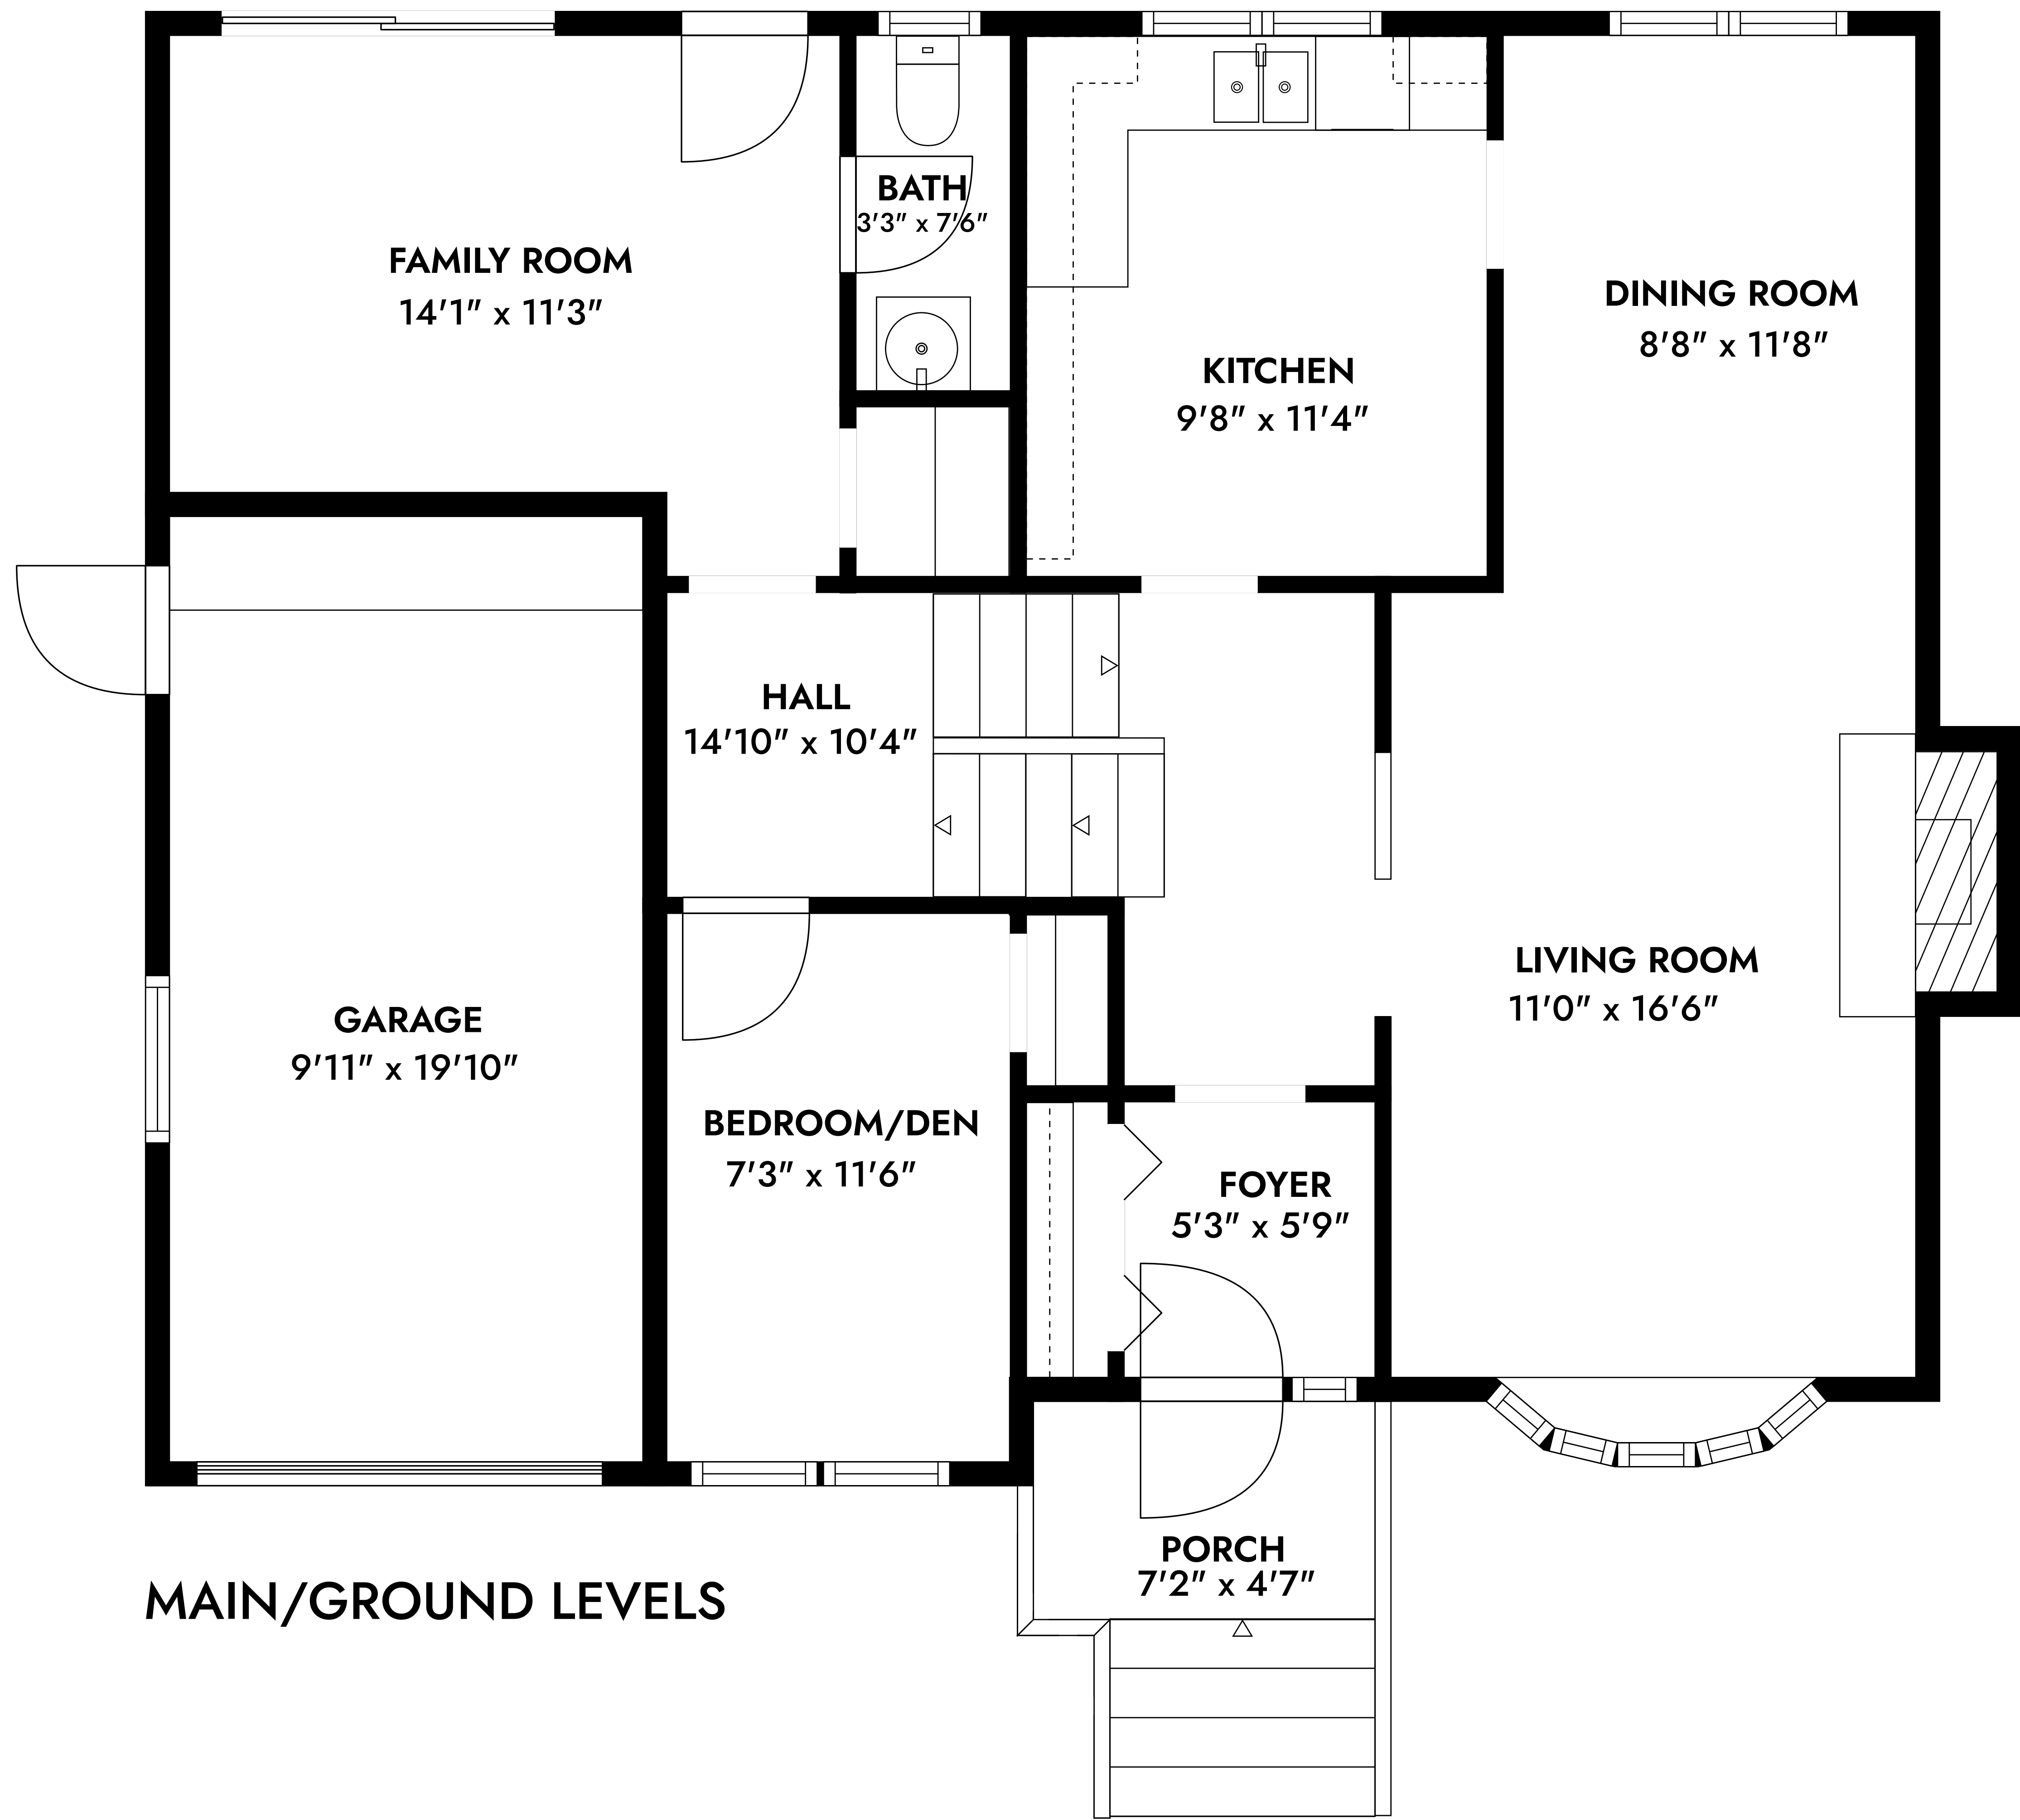 FAMILY ROOM
14'1" x 11'3"
BATH
3'3" x 7'6"
KITCHEN
9'8" x 11'4"
DINING ROOM
8'8" x 11'8"
HALL
14'10" x 10'4"
GARAGE
9'11" x 19'10"
BEDROOM/DEN
7'3" x 11'6"
LIVING ROOM
11'0" x 16'6"
FOYER
5'3" x 5'9"
PORCH
7'2" x 4'7"
MAIN/GROUND LEVELS